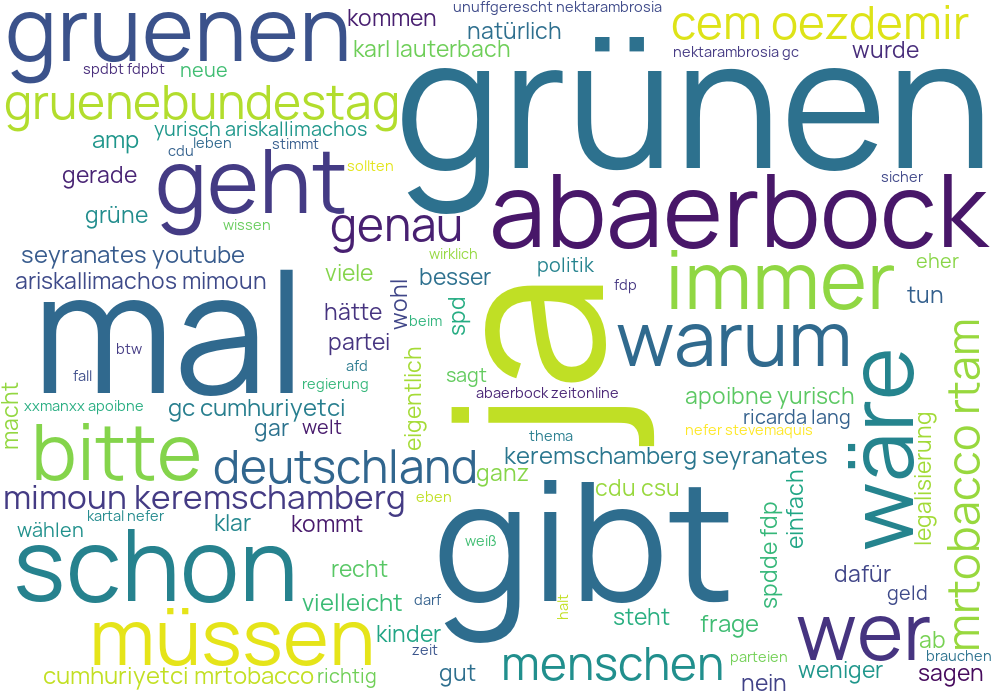 gruenen
kommen
unuffgerescht nektarambrosia
natürlich
cem oezdemir
karl lauterbach
nektarambrosia gc
wurde
spdbt fdpbt
neue
grünen
gruenebundestag
amp
yurisch ariskallimachos
cdu
leben
stimmt
gerade
geht
sollten
sicher
abaerbock
grüne
wissen
genau
seyranates youtube
wirklich
immer
eher
ariskallimachos mimoun
viele
besser
politik
fdp
tun
mal
hätte
wohl
beim
spd
ja
warum
partei
btw
afd
fall
regierung
sagt
wäre
mrtobacco rtam
macht
xxmanxx apoibne
gc cumhuriyetci
eigentlich
abaerbock zeitonline
apoibne yurisch
ricarda lang
gar
welt
nefer stevemaquis
legalisierung
bitte
thema
deutschland
keremschamberg seyranates
ganz
mimoun keremschamberg
eben
cdu csu
gibt
einfach
kartal nefer
wählen
klar
kommt
spdde fdp
schon
weiß
recht
dafür
vielleicht
darf
halt
geld
müssen
kinder
steht
frage
wer
ab
zeit
menschen
parteien
brauchen
cumhuriyetci mrtobacco
richtig
gut
nein
weniger
sagen